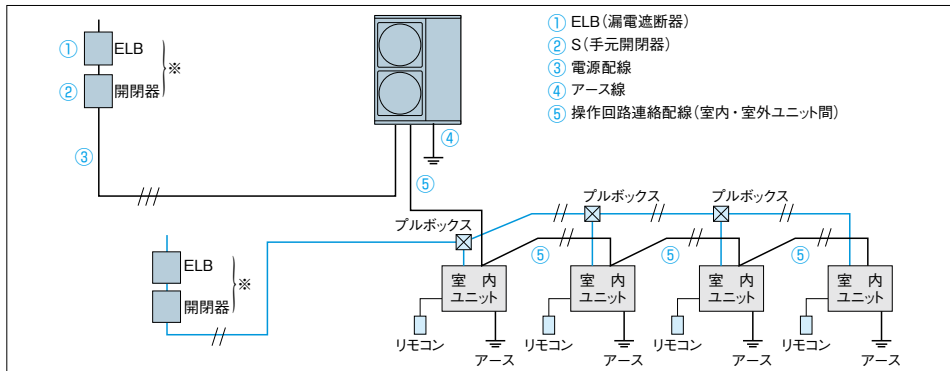 ① ELB(漏電遮断器)
② S(手元開閉器)
③ 電源配線
④ アース線
⑤ 操作回路連絡配線(室内・室外ユニット間)
① ELB
※
② 開閉器
③
④
⑤
プルボックス
プルボックス
プルボックス
ELB
※
開閉器
⑤
⑤
⑤
室 内
ユニット
室 内
ユニット
室 内
ユニット
室 内
ユニット
リモコン
アース
リモコン
アース
リモコン
アース
リモコン
アース